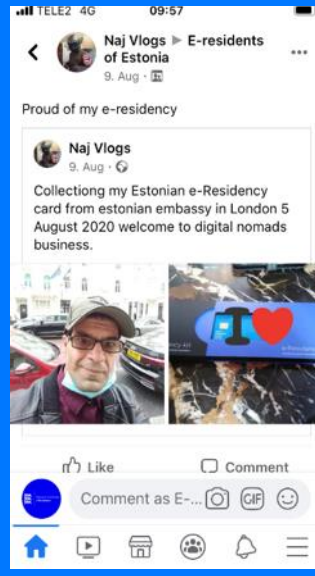 TELE2 4G 09:57
Naj Vlogs ▶ E-residents
of Estonia
9. Aug ·
Proud of my e-residency
Naj Vlogs
9. Aug ·
Collectiong my Estonian e-Residency
card from estonian embassy in London 5
August 2020 welcome to digital nomads
business.
I
Like Comment
Comment as E-... GIF